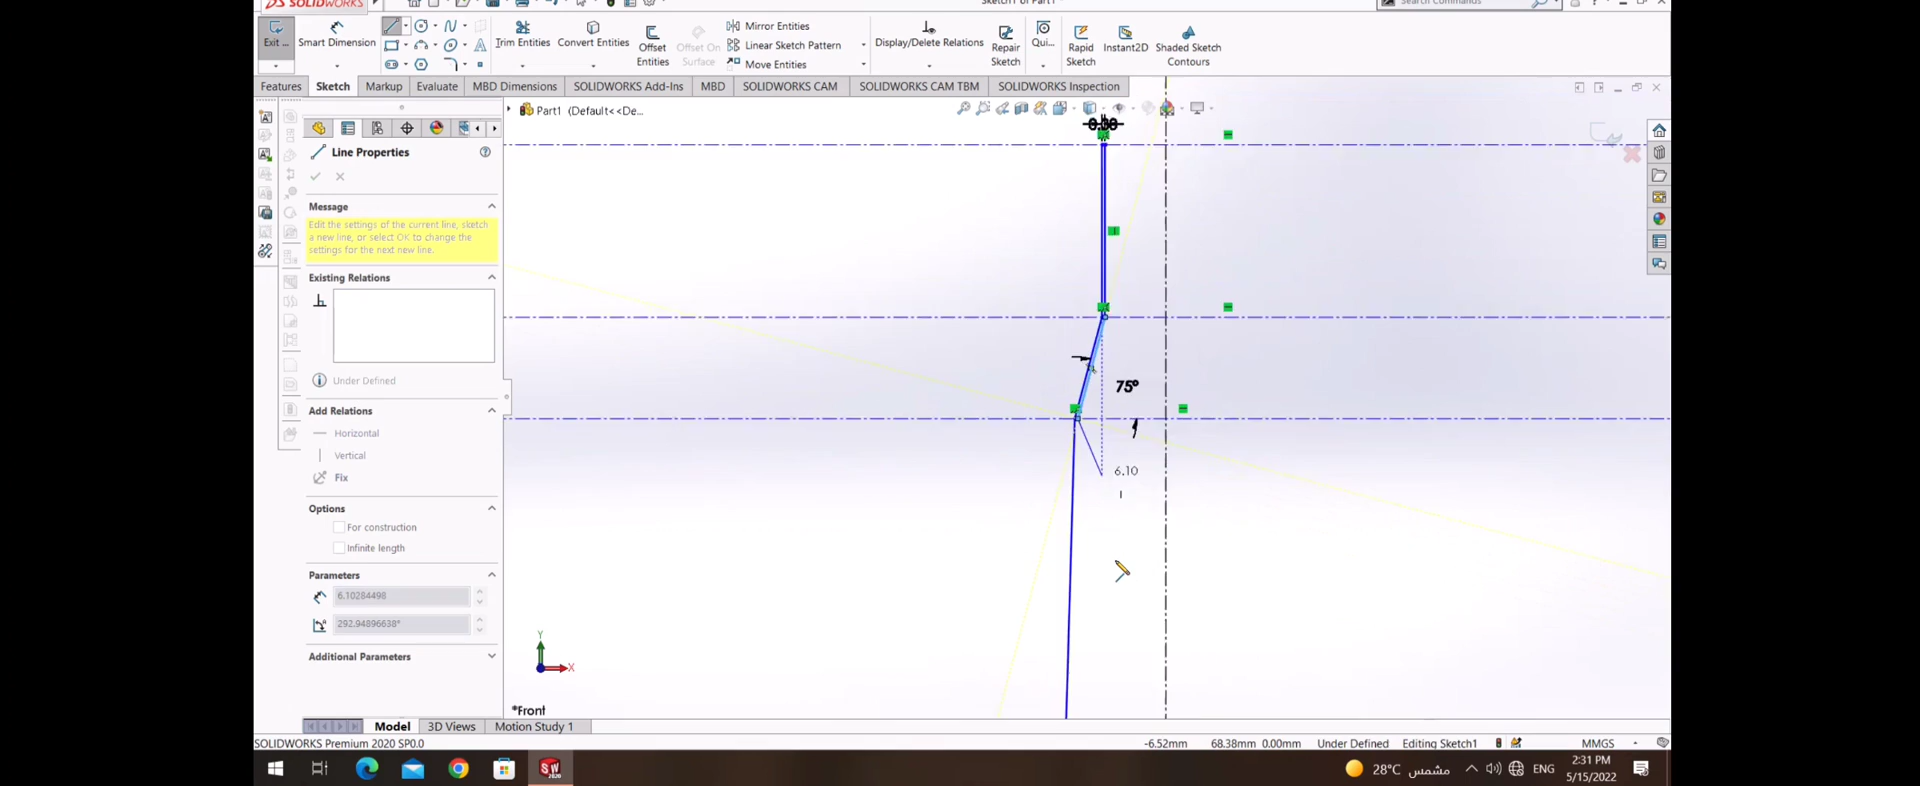 SOLIDWORKS
Sketch1 of Part1
Search Commands
Exit ...
Smart Dimension
Trim Entities
Convert Entities
Offset Entities
Offset On Surface
Mirror Entities
Linear Sketch Pattern
Move Entities
Display/Delete Relations
Repair Sketch
Qui...
Rapid Sketch
Instant2D
Shaded Sketch Contours
Features
Sketch
Markup
Evaluate
MBD Dimensions
SOLIDWORKS Add-Ins
MBD
SOLIDWORKS CAM
SOLIDWORKS CAM TBM
SOLIDWORKS Inspection
Part1 (Default<<De...
Line Properties
Message
Edit the settings of the current line, sketch
a new line, or select OK to change the
settings for the next new line.
Existing Relations
Under Defined
Add Relations
Horizontal
Vertical
Fix
Options
For construction
Infinite length
Parameters
6.10284498
292.94896638°
Additional Parameters
75°
6.10
Y
X
*Front
Model
3D Views
Motion Study 1
SOLIDWORKS Premium 2020 SP0.0
-6.52mm
68.38mm
0.00mm
Under Defined
Editing Sketch1
MMGS
28°C مشمس
ENG
2:31 PM
5/15/2022